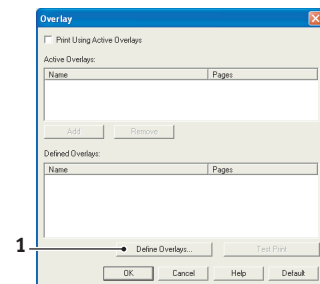 Overlay
Print Using Active Overlays
Active Overlays:
Name Pages
Add Remove
Defined Overlays:
Name Pages
1 Define Overlays... Test Print
OK Cancel Help Default